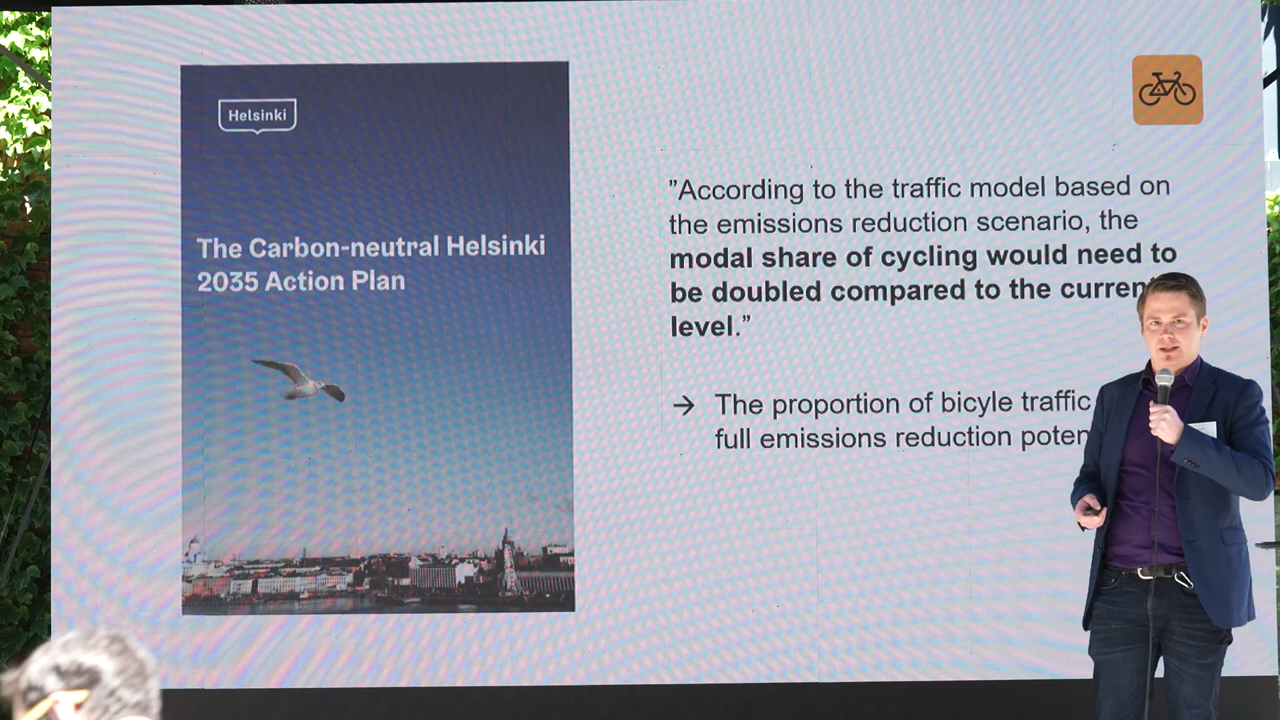 Helsinki
The Carbon-neutral Helsinki
2035 Action Plan
”According to the traffic model based on
the emissions reduction scenario, the
modal share of cycling would need to
be doubled compared to the current
level.”
→ The proportion of bicyle traffic
full emissions reduction